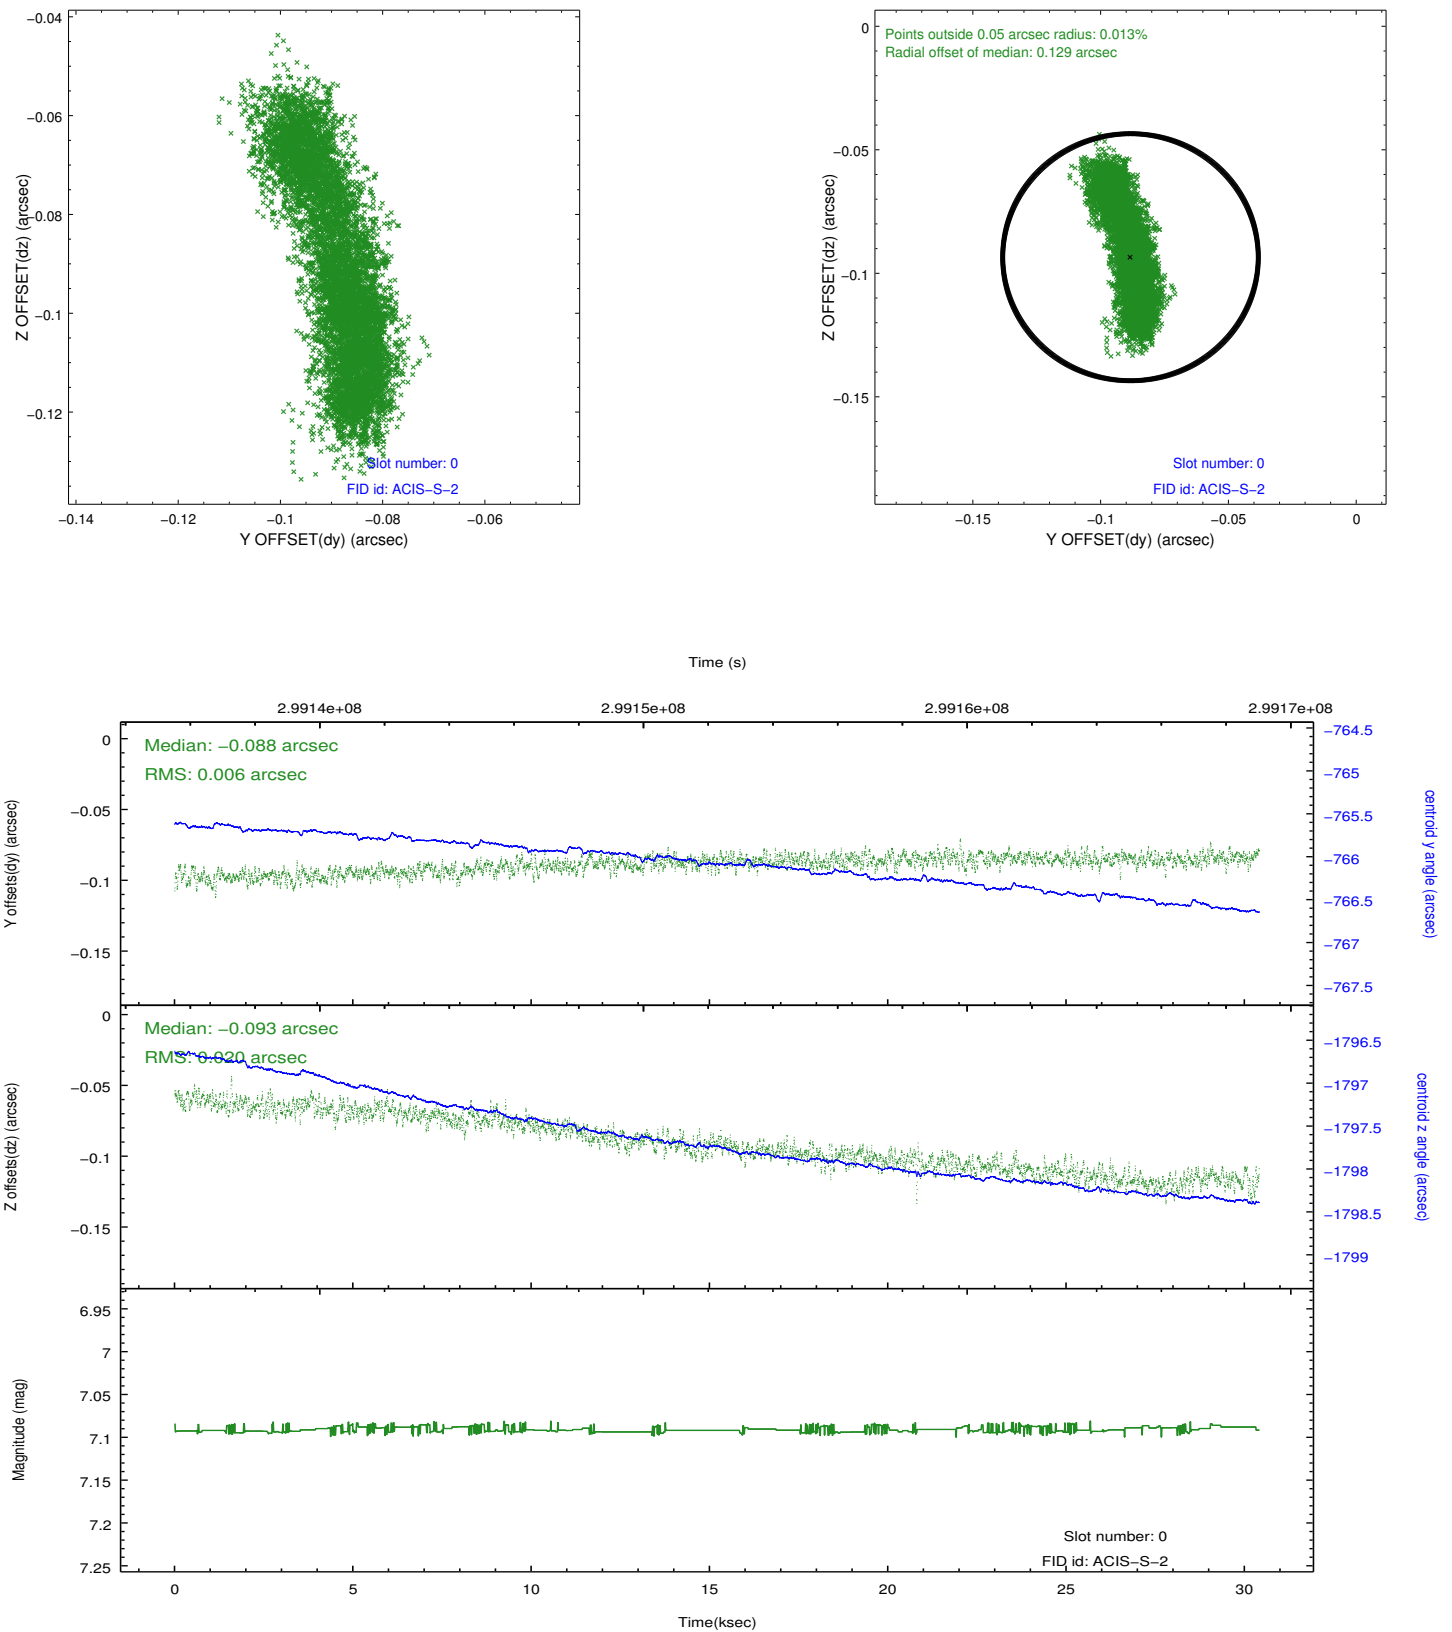 −0.04
−0.06
−0.08
−0.1
−0.12
Z OFFSET(dz) (arcsec)
Slot number: 0
FID id: ACIS−S−2
−0.14
−0.12
−0.1
−0.08
−0.06
Y OFFSET(dy) (arcsec)
0
−0.05
−0.1
−0.15
Z OFFSET(dz) (arcsec)
Points outside 0.05 arcsec radius: 0.013%
Radial offset of median: 0.129 arcsec
Slot number: 0
FID id: ACIS−S−2
−0.15
−0.1
−0.05
0
Y OFFSET(dy) (arcsec)
Time (s)
2.9914e+08
2.9915e+08
2.9916e+08
2.9917e+08
0
−0.05
−0.1
−0.15
Y offsets(dy) (arcsec)
Median: −0.088 arcsec
RMS: 0.006 arcsec
−764.5
−765
−765.5
−766
−766.5
−767
−767.5
centroid y angle (arcsec)
0
−0.05
−0.1
−0.15
Z offsets(dz) (arcsec)
Median: −0.093 arcsec
RMS: 0.020 arcsec
−1796.5
−1797
−1797.5
−1798
−1798.5
−1799
centroid z angle (arcsec)
6.95
7
7.05
7.1
7.15
7.2
7.25
Magnitude (mag)
Slot number: 0
FID id: ACIS−S−2
0
5
10
15
20
25
30
Time(ksec)